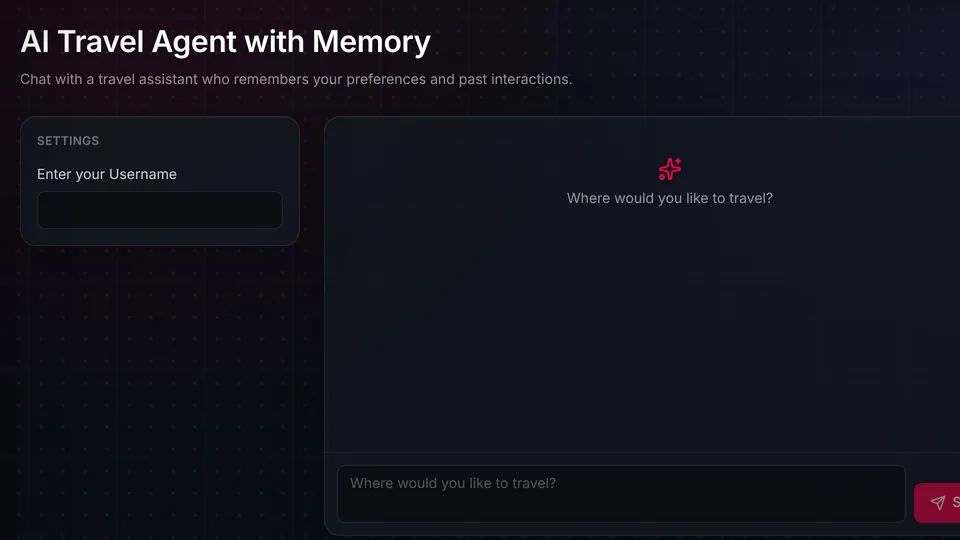 AI Travel Agent with Memory
Chat with a travel assistant who remembers your preferences and past interactions.
SETTINGS
Enter your Username
Where would you like to travel?
Where would you like to travel?